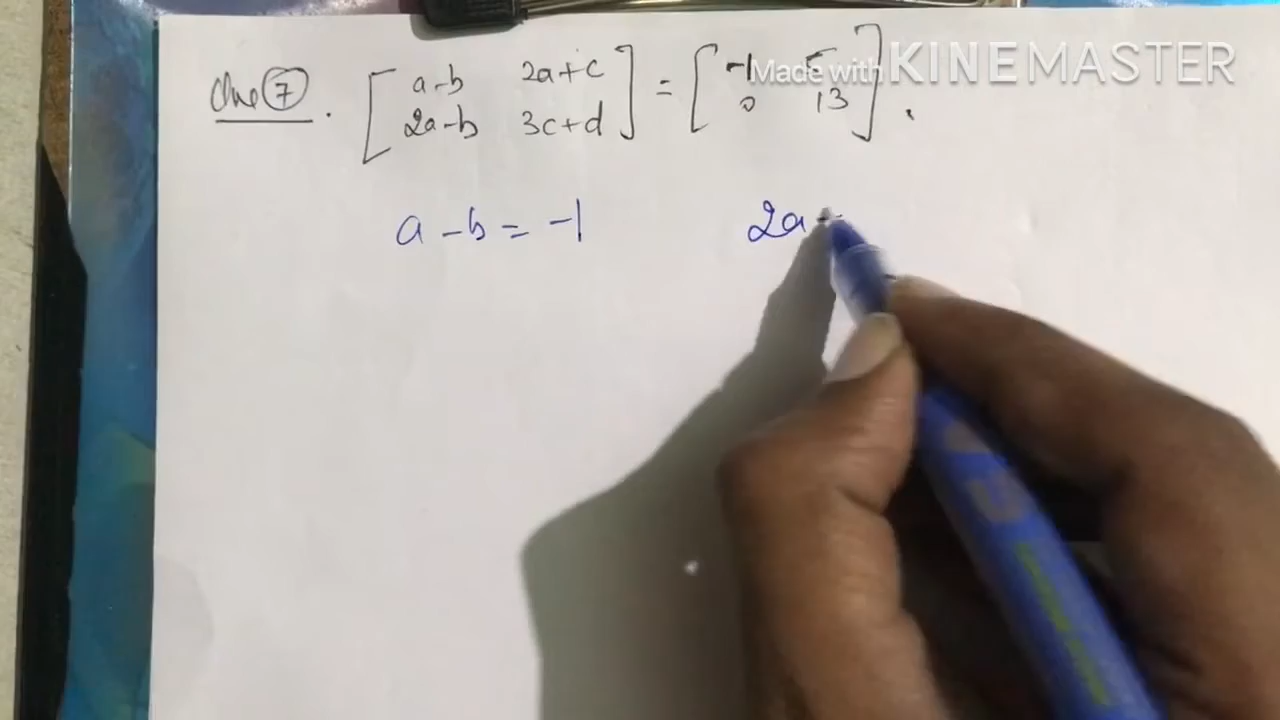 Que 7. [ a-b 2a+c ] = [ -1 5 ]
[ 2a-b 3c+d ] [ 0 13 ].
Made with KINEMASTER
a - b = -1 2a